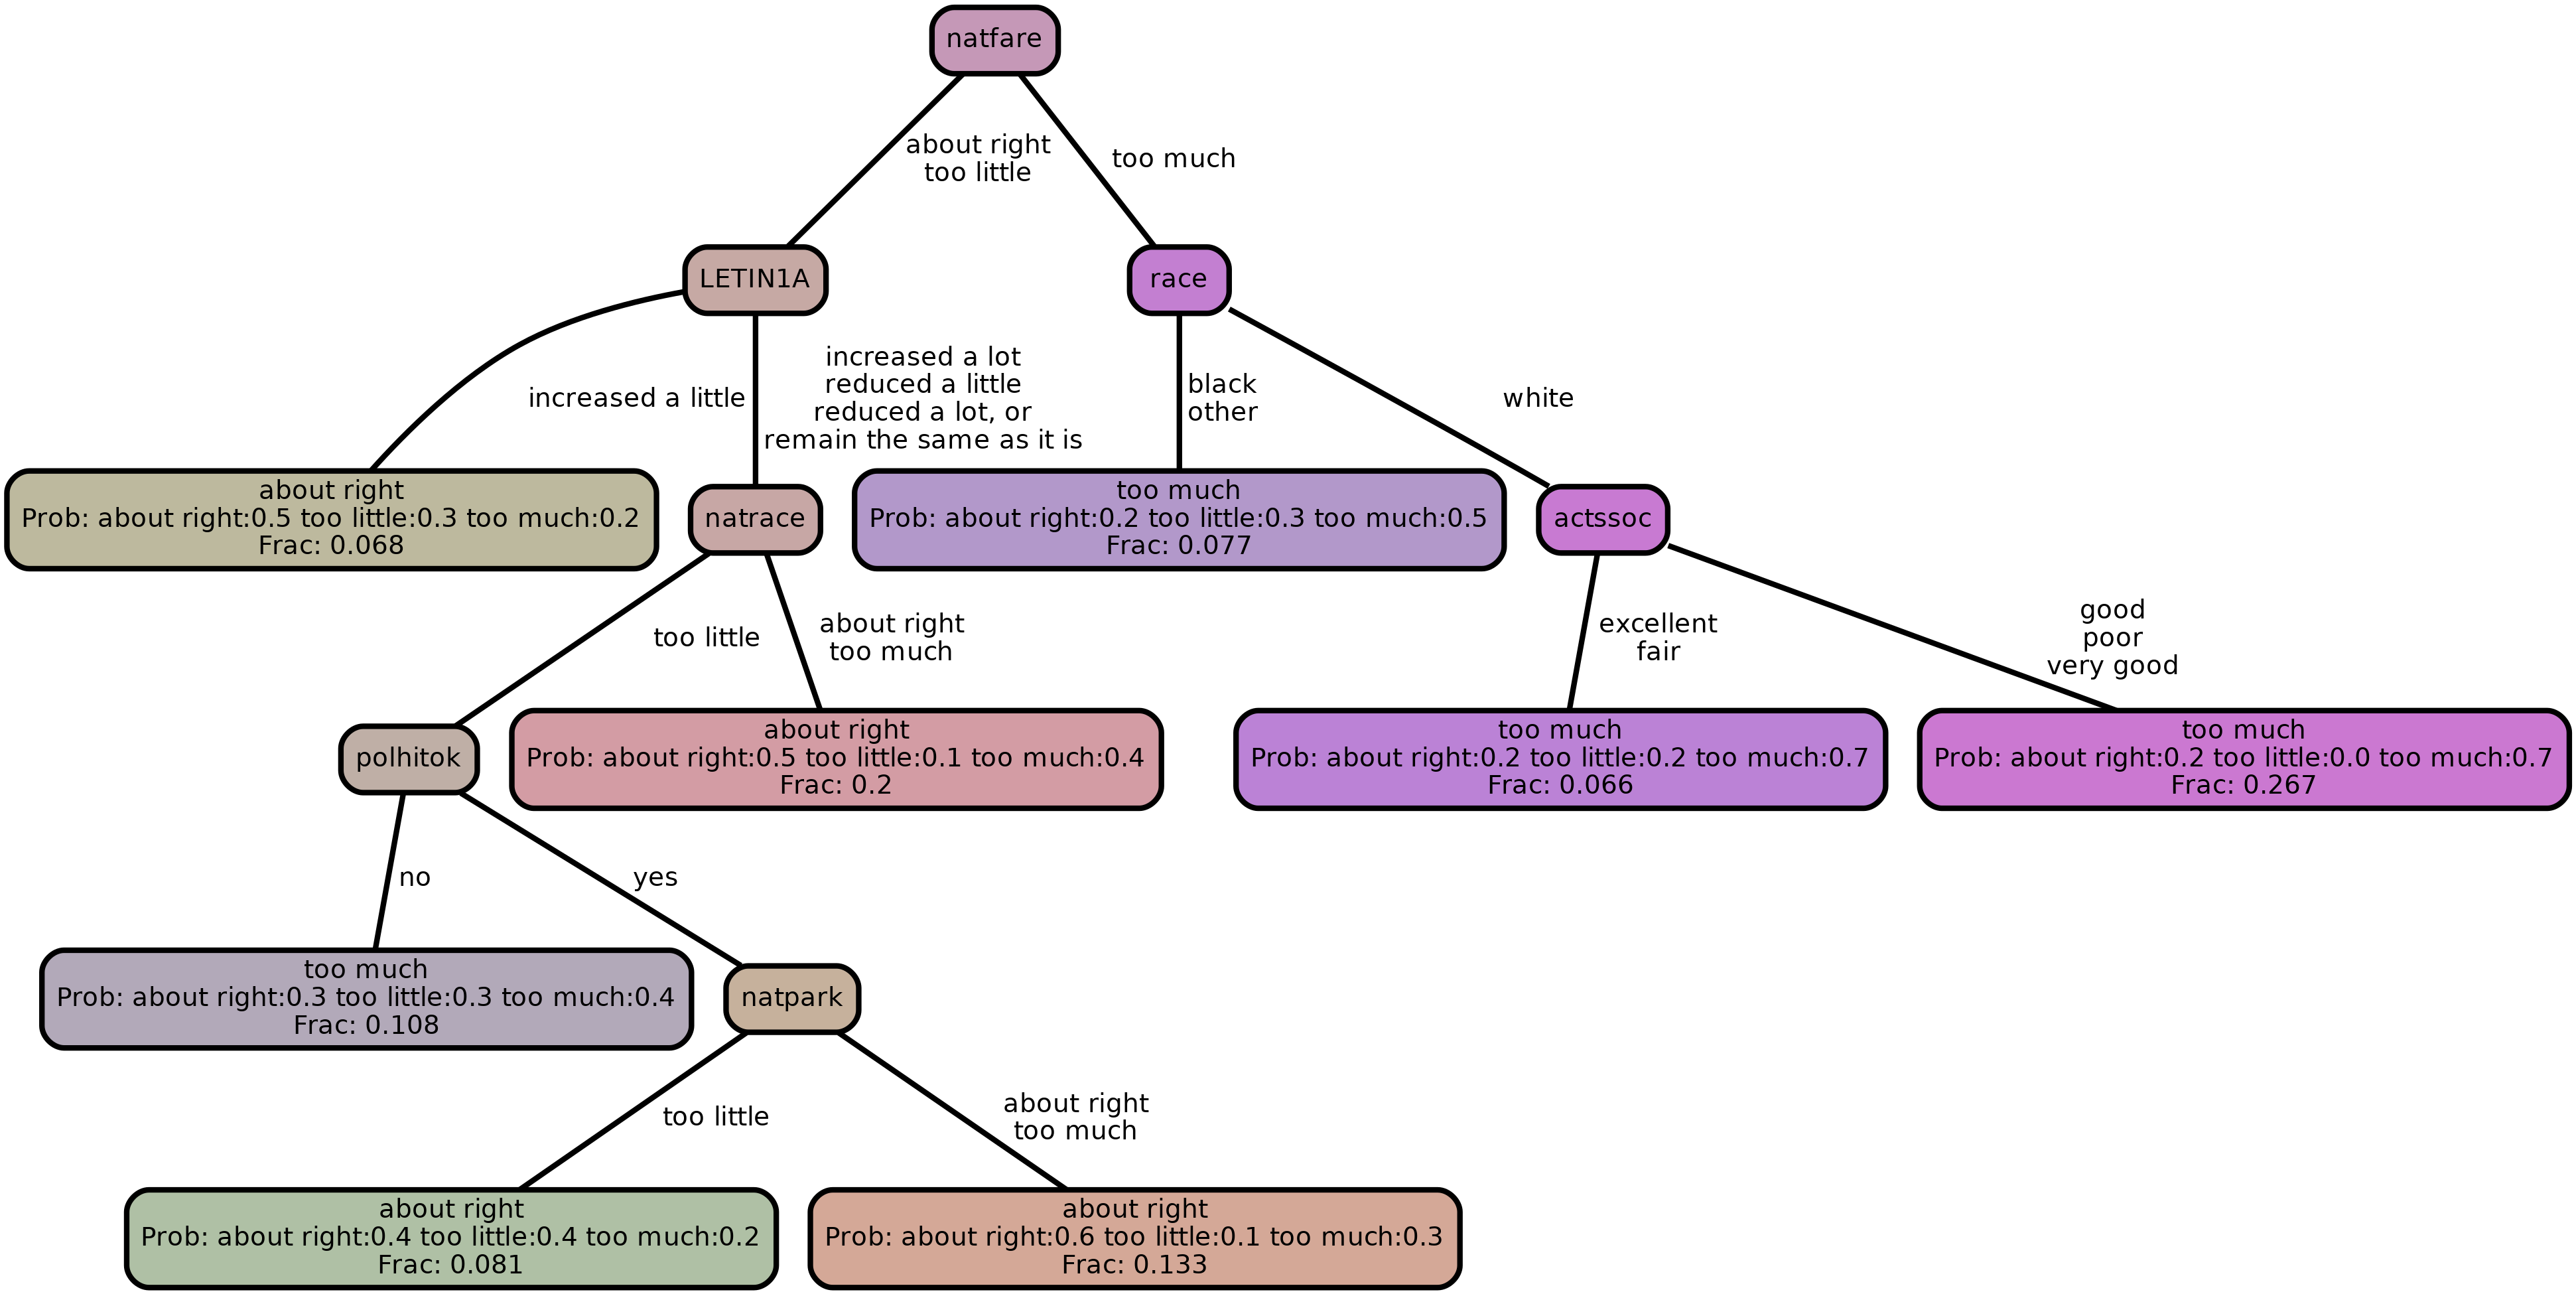 natfare
about right
too little
too much
LETIN1A
race
increased a little
increased a lot
reduced a little
reduced a lot, or
remain the same as it is
black
other
white
about right
Prob: about right:0.5 too little:0.3 too much:0.2
Frac: 0.068
natrace
too much
Prob: about right:0.2 too little:0.3 too much:0.5
Frac: 0.077
actssoc
too little
about right
too much
excellent
fair
good
poor
very good
polhitok
about right
Prob: about right:0.5 too little:0.1 too much:0.4
Frac: 0.2
too much
Prob: about right:0.2 too little:0.2 too much:0.7
Frac: 0.066
too much
Prob: about right:0.2 too little:0.0 too much:0.7
Frac: 0.267
no
yes
too much
Prob: about right:0.3 too little:0.3 too much:0.4
Frac: 0.108
natpark
too little
about right
too much
about right
Prob: about right:0.4 too little:0.4 too much:0.2
Frac: 0.081
about right
Prob: about right:0.6 too little:0.1 too much:0.3
Frac: 0.133